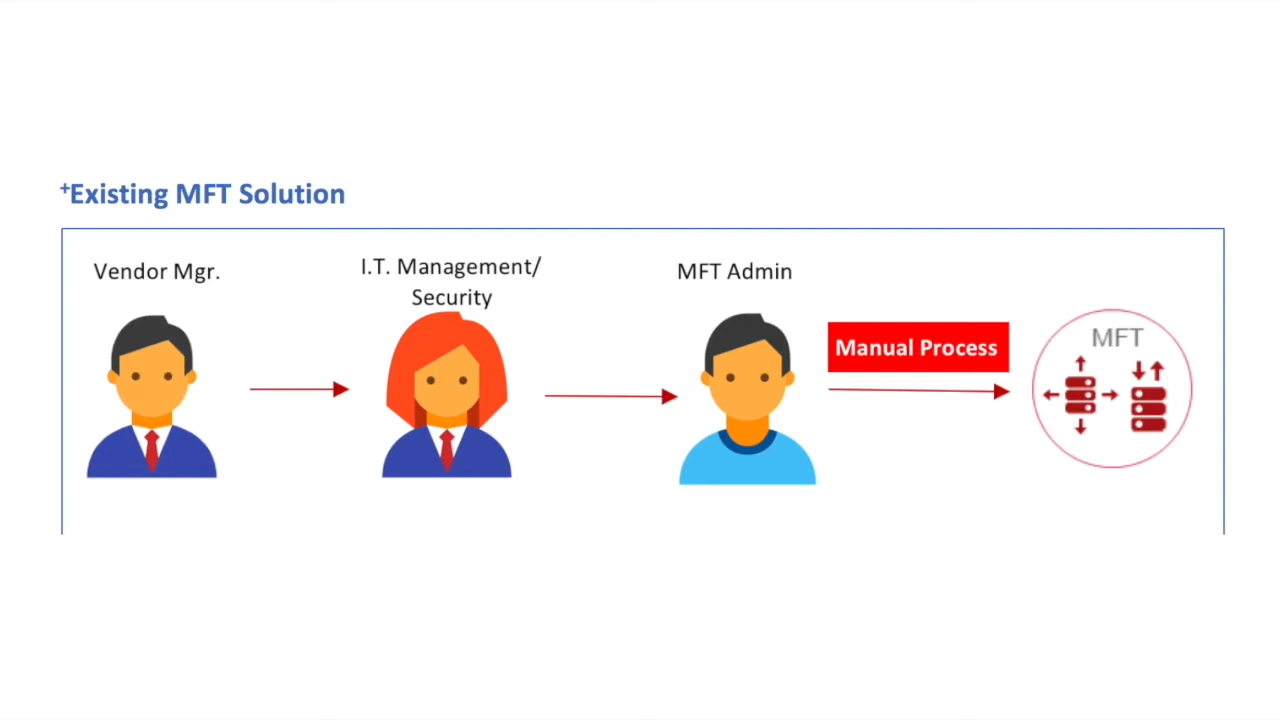 +Existing MFT Solution
Vendor Mgr.
I.T. Management/
Security
MFT Admin
Manual Process
MFT